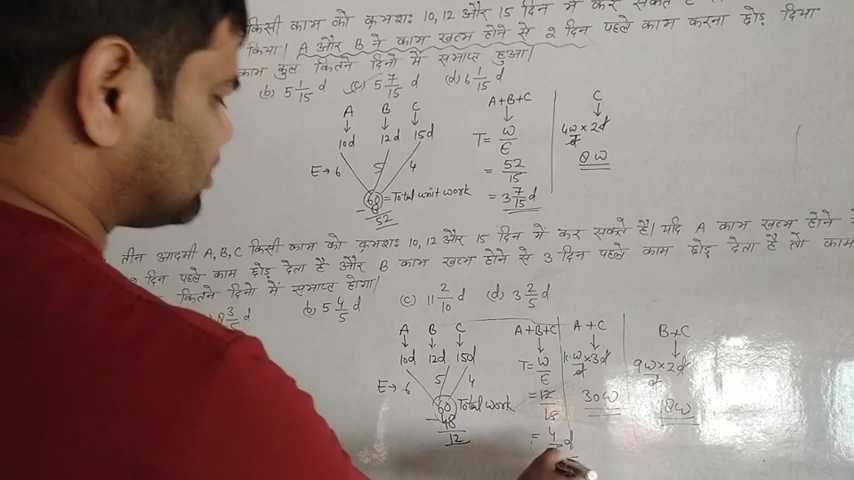 किसी काम को क्रमशः 10, 12 और 15 दिन में कर सकते
किया। A और B ने काम खत्म होने से 2 दिन पहले काम करना छोड़ दिया
काम कुल कितने दिनों में समाप्त हुआ।
(b) 5 1/15 d (c) 5 7/15 d (d) 6 1/15 d
A B C
↓ ↓ ↓
10d 12d 15d
E→ 6 5 4
60 = Total unit work
- 8
52
A+B+C
↓
T = W/E
= 52/15
= 3 7/15 d
C
↓
4w/d × 2d
8w
तीन आदमी A, B, C किसी काम को क्रमशः 10, 12 और 15 दिन में कर सकते है। यदि A काम खत्म होने
दिन पहले काम छोड़ देता है और B काम खत्म होने से 3 दिन पहले काम छोड़ देता है तो काम
कितने दिनों में समाप्त होगा।
3/5 d (b) 5 4/5 d (c) 11 2/10 d (d) 3 2/5 d
A B C
↓ ↓ ↓
10d 12d 15d
E→ 6 5 4
60 Total work
- 48
12
A+B+C
↓
T = W/E
=
= 4 d
A+C
↓
w/d × 3d
30w
B+C
↓
9w/d × 2d
18w